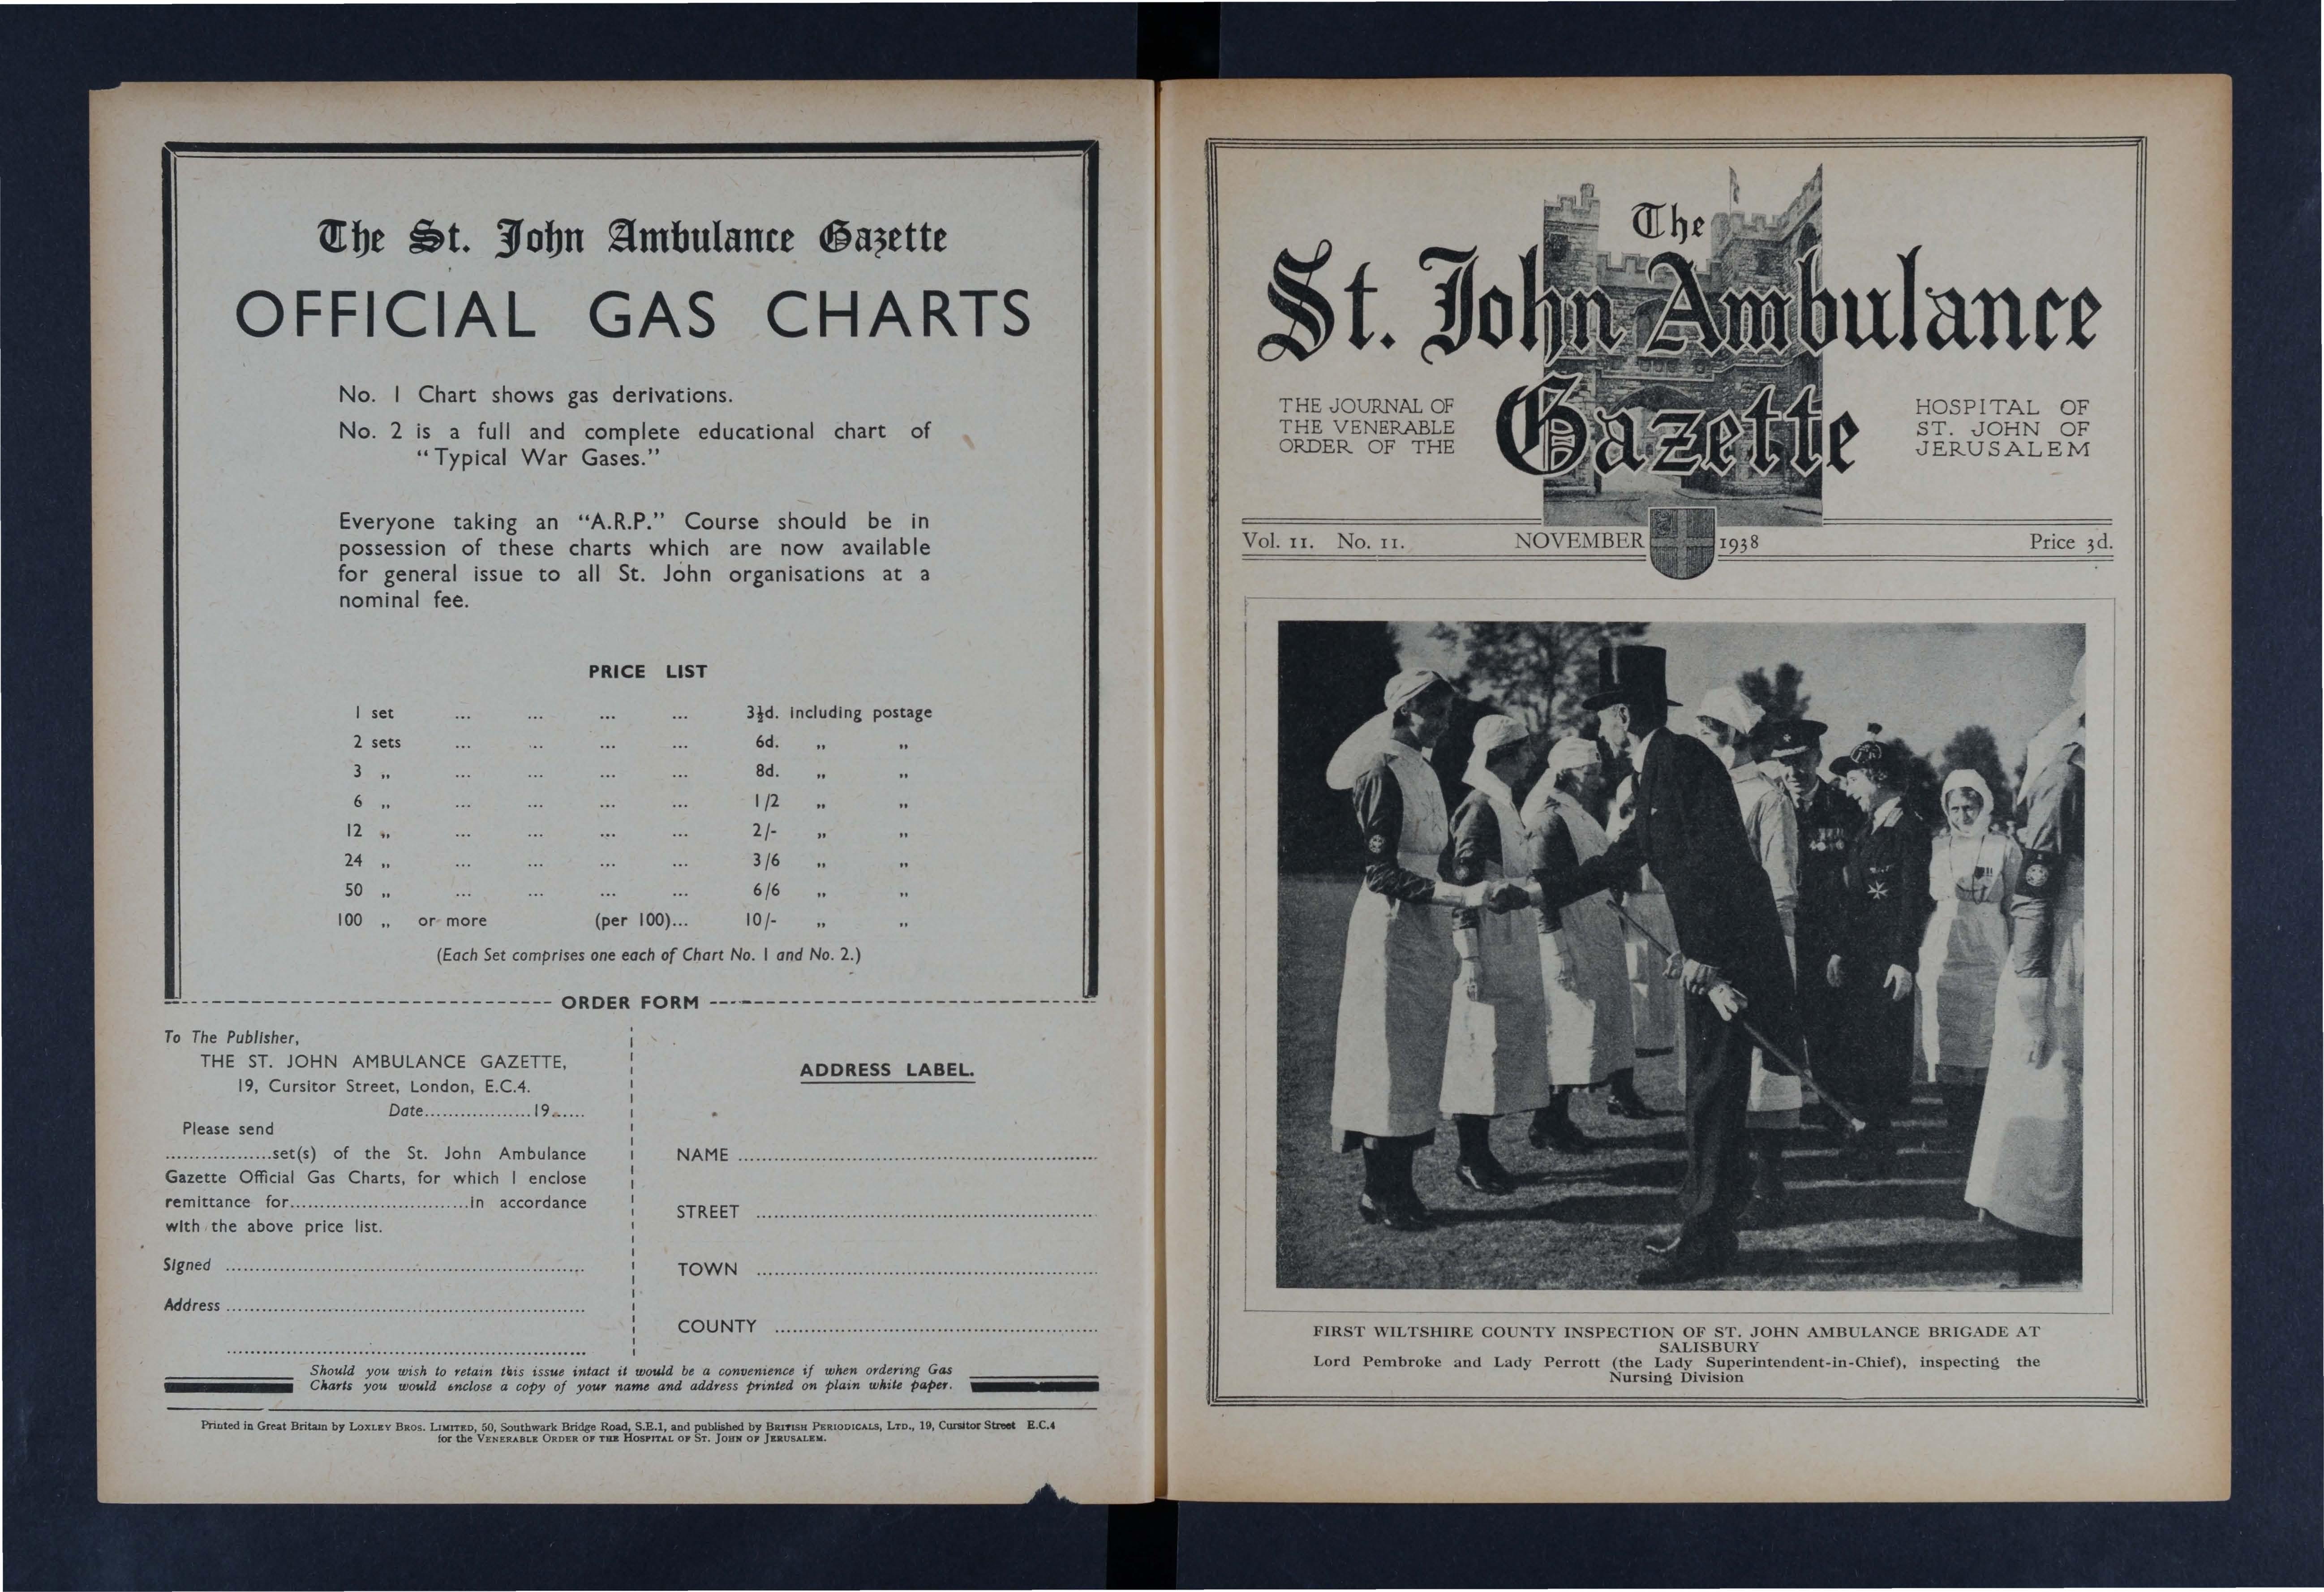 The St. John Ambulance Gazette
OFFICIAL GAS CHARTS
No. 1 Chart shows gas derivations.
No. 2 is a full and complete educational chart of
"Typical War Gases."
Everyone taking an "A.R.P." Course should be in
possession of these charts which are now available
for general issue to all St. John organisations at a
nominal fee.
PRICE LIST
1 set ... ... ... ... 3½d. including postage
2 sets ... ... ... ... 6d. ,, ,,
3 ,, ... ... ... ... 8d. ,, ,,
6 ,, ... ... ... ... 1/2 ,, ,,
12 ,, ... ... ... ... 2/- ,, ,,
24 ,, ... ... ... ... 3/6 ,, ,,
50 ,, ... ... ... ... 6/6 ,, ,,
100 ,, or more (per 100)... 10/- ,, ,,
(Each Set comprises one each of Chart No. 1 and No. 2.)
ORDER FORM
To The Publisher,
THE ST. JOHN AMBULANCE GAZETTE,
19, Cursitor Street, London, E.C.4.
Date..................19......
Please send
..................set(s) of the St. John Ambulance
Gazette Official Gas Charts, for which I enclose
remittance for..............................in accordance
with the above price list.
Signed ............................................................
Address ............................................................
............................................................
ADDRESS LABEL.
NAME ............................................................
STREET ............................................................
TOWN ............................................................
COUNTY ............................................................
Should you wish to retain this issue intact it would be a convenience if when ordering Gas
Charts you would enclose a copy of your name and address printed on plain white paper.
Printed in Great Britain by LOXLEY BROS. LIMITED, 50, Southwark Bridge Road, S.E.1, and published by BRITISH PERIODICALS, LTD., 19, Cursitor Street E.C.4
for the VENERABLE ORDER OF THE HOSPITAL OF ST. JOHN OF JERUSALEM.
The
St. John Ambulance
Gazette
THE JOURNAL OF
THE VENERABLE
ORDER OF THE
HOSPITAL OF
ST. JOHN OF
JERUSALEM
Vol. 11. No. 11. NOVEMBER 1938 Price 3d.
FIRST WILTSHIRE COUNTY INSPECTION OF ST. JOHN AMBULANCE BRIGADE AT
SALISBURY
Lord Pembroke and Lady Perrott (the Lady Superintendent-in-Chief), inspecting the
Nursing Division